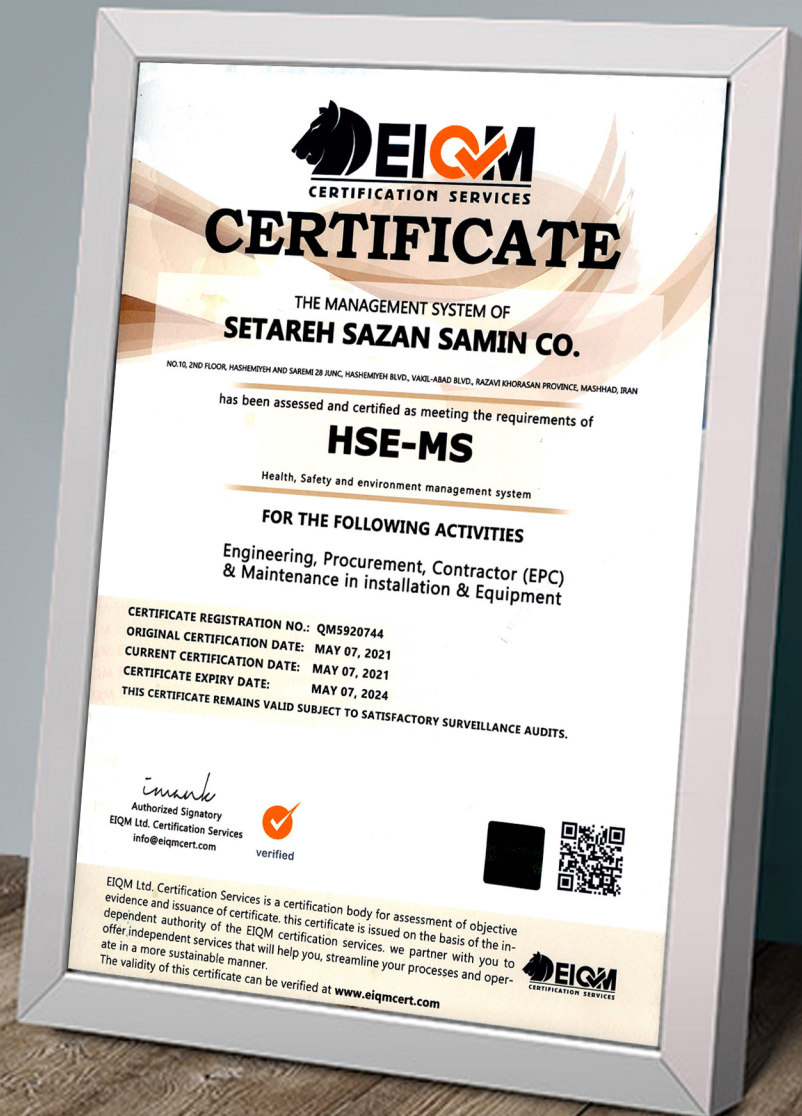 EIQM
CERTIFICATION SERVICES
CERTIFICATE
THE MANAGEMENT SYSTEM OF
SETAREH SAZAN SAMIN CO.
NO.10, 2ND FLOOR, HASHEMIYEH AND SAREMI 28 JUNC, HASHEMIYEH BLVD., VAKIL-ABAD BLVD., RAZAVI KHORASAN PROVINCE, MASHHAD, IRAN
has been assessed and certified as meeting the requirements of
HSE-MS
Health, Safety and environment management system
FOR THE FOLLOWING ACTIVITIES
Engineering, Procurement, Contractor (EPC)
& Maintenance in installation & Equipment
CERTIFICATE REGISTRATION NO.: QM5920744
ORIGINAL CERTIFICATION DATE: MAY 07, 2021
CURRENT CERTIFICATION DATE: MAY 07, 2021
CERTIFICATE EXPIRY DATE: MAY 07, 2024
THIS CERTIFICATE REMAINS VALID SUBJECT TO SATISFACTORY SURVEILLANCE AUDITS.
imank
Authorized Signatory
EIQM Ltd. Certification Services
info@eiqmcert.com
verified
EIQM Ltd. Certification Services is a certification body for assessment of objective
evidence and issuance of certificate. this certificate is issued on the basis of the in-
dependent authority of the EIQM certification services. we partner with you to
offer independent services that will help you, streamline your processes and oper-
ate in a more sustainable manner.
The validity of this certificate can be verified at www.eiqmcert.com
EIQM
CERTIFICATION SERVICES